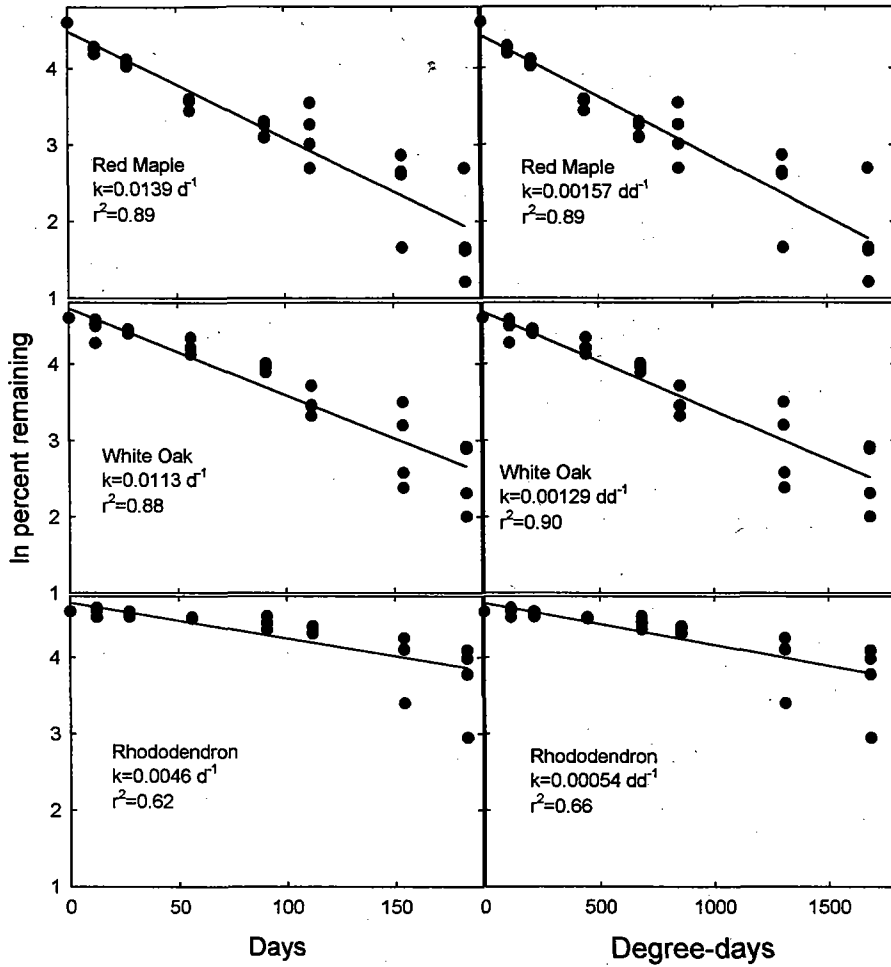 4
3
2
1
Red Maple
k=0.0139 d⁻¹
r²=0.89
Red Maple
k=0.00157 dd⁻¹
r²=0.89
ln percent remaining
4
3
2
1
White Oak
k=0.0113 d⁻¹
r²=0.88
White Oak
k=0.00129 dd⁻¹
r²=0.90
4
3
2
1
Rhododendron
k=0.0046 d⁻¹
r²=0.62
Rhododendron
k=0.00054 dd⁻¹
r²=0.66
0 50 100 150
0 500 1000 1500
Days
Degree-days